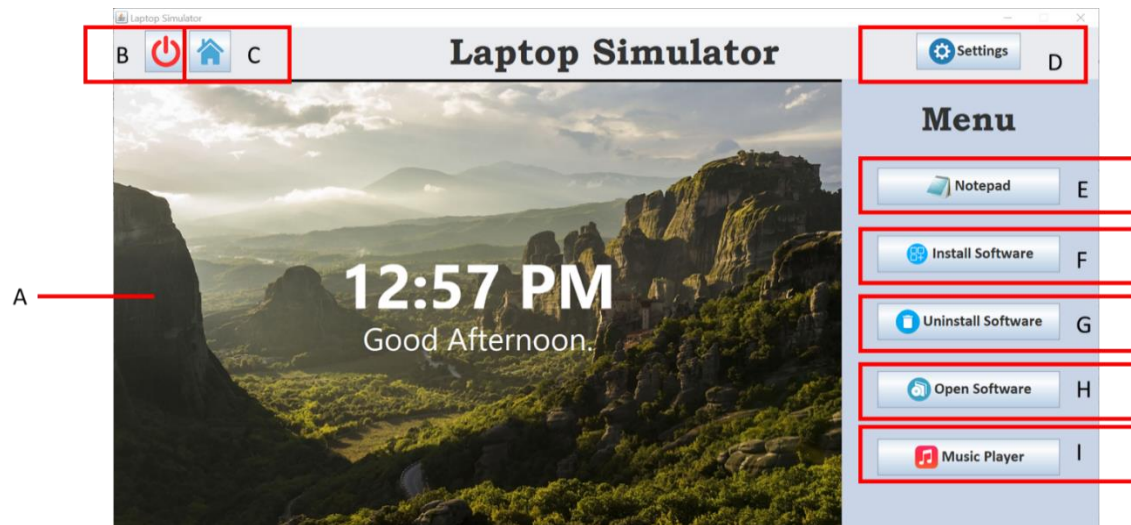 Laptop Simulator
B
C
Laptop Simulator
Settings
D
Menu
Notepad
E
Install Software
F
12:57 PM
A
Good Afternoon.
Uninstall Software
G
Open Software
H
Music Player
I